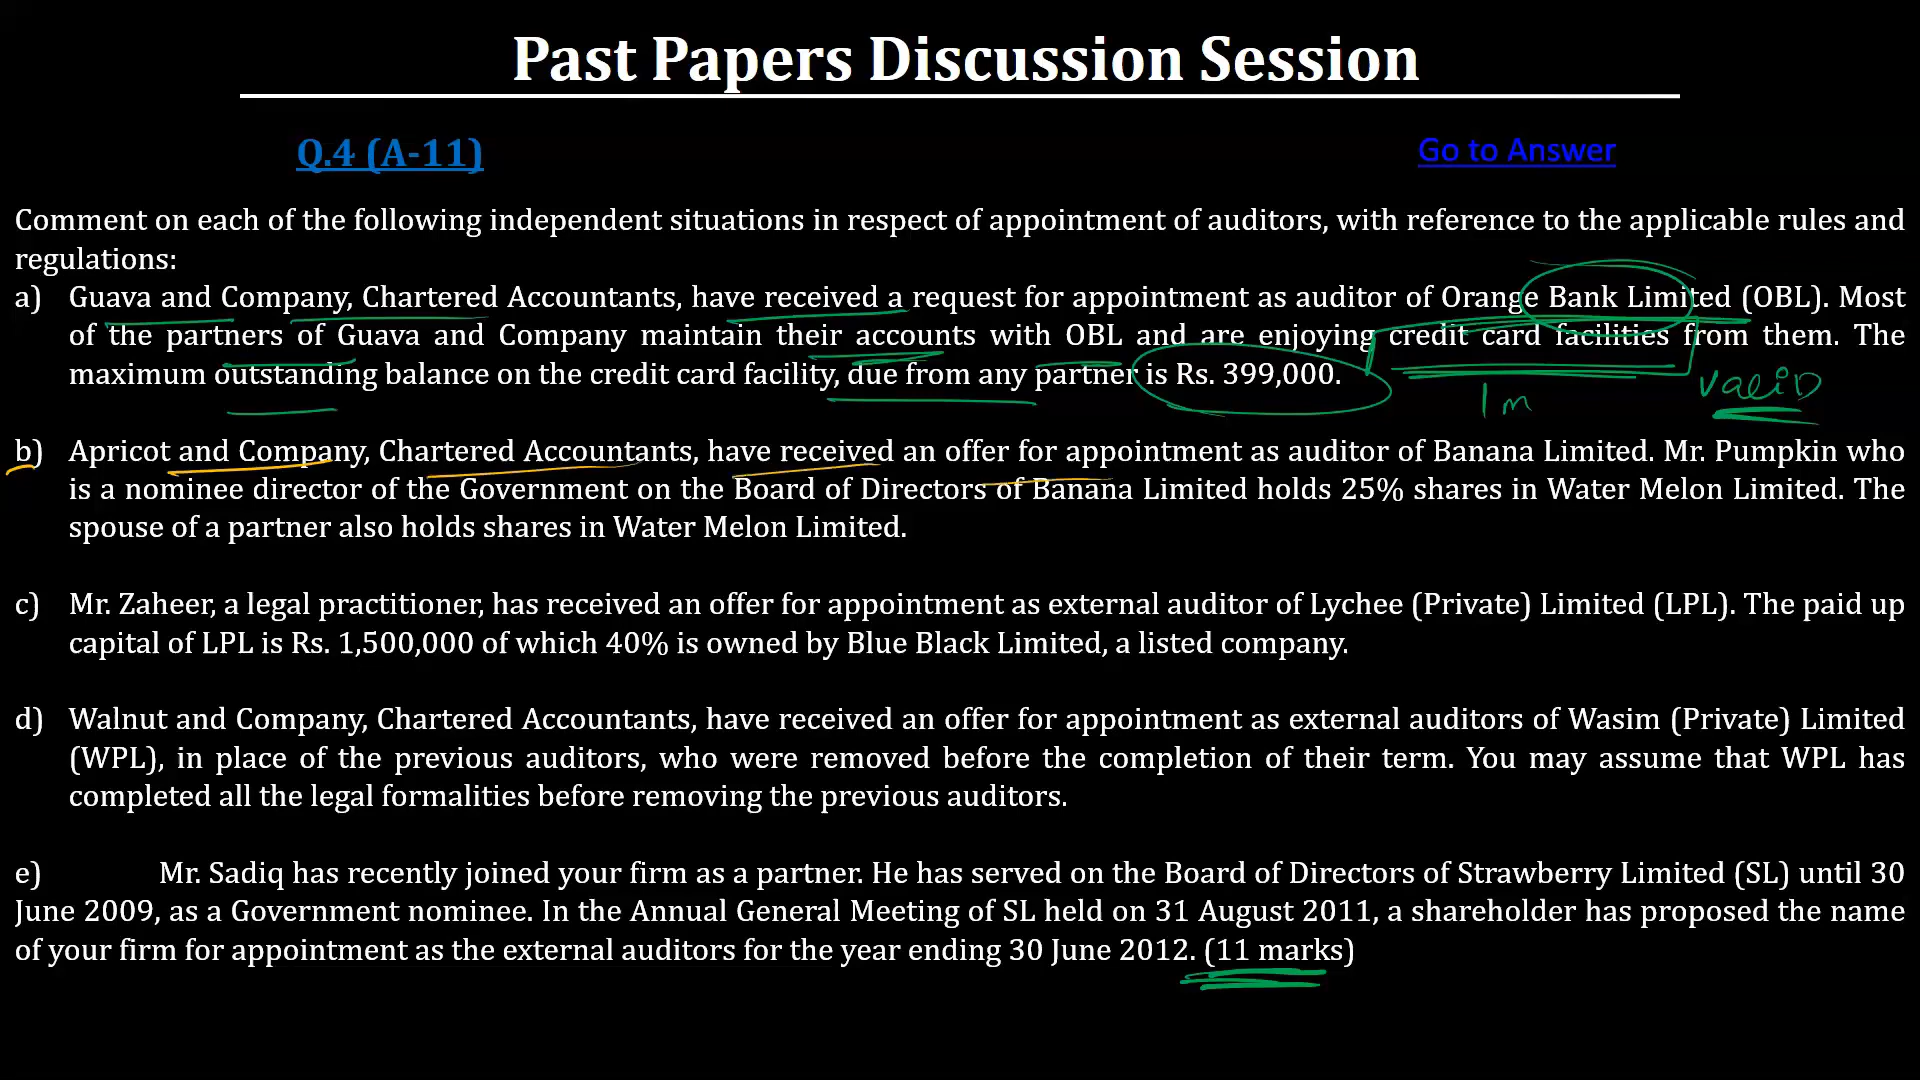 Past Papers Discussion Session
Q.4 (A-11)
Go to Answer
Comment on each of the following independent situations in respect of appointment of auditors, with reference to the applicable rules and
regulations:
a) Guava and Company, Chartered Accountants, have received a request for appointment as auditor of Orange Bank Limited (OBL). Most
of the partners of Guava and Company maintain their accounts with OBL and are enjoying credit card facilities from them. The
maximum outstanding balance on the credit card facility, due from any partner is Rs. 399,000.
1m
valid
b) Apricot and Company, Chartered Accountants, have received an offer for appointment as auditor of Banana Limited. Mr. Pumpkin who
is a nominee director of the Government on the Board of Directors of Banana Limited holds 25% shares in Water Melon Limited. The
spouse of a partner also holds shares in Water Melon Limited.
c) Mr. Zaheer, a legal practitioner, has received an offer for appointment as external auditor of Lychee (Private) Limited (LPL). The paid up
capital of LPL is Rs. 1,500,000 of which 40% is owned by Blue Black Limited, a listed company.
d) Walnut and Company, Chartered Accountants, have received an offer for appointment as external auditors of Wasim (Private) Limited
(WPL), in place of the previous auditors, who were removed before the completion of their term. You may assume that WPL has
completed all the legal formalities before removing the previous auditors.
e) Mr. Sadiq has recently joined your firm as a partner. He has served on the Board of Directors of Strawberry Limited (SL) until 30
June 2009, as a Government nominee. In the Annual General Meeting of SL held on 31 August 2011, a shareholder has proposed the name
of your firm for appointment as the external auditors for the year ending 30 June 2012. (11 marks)